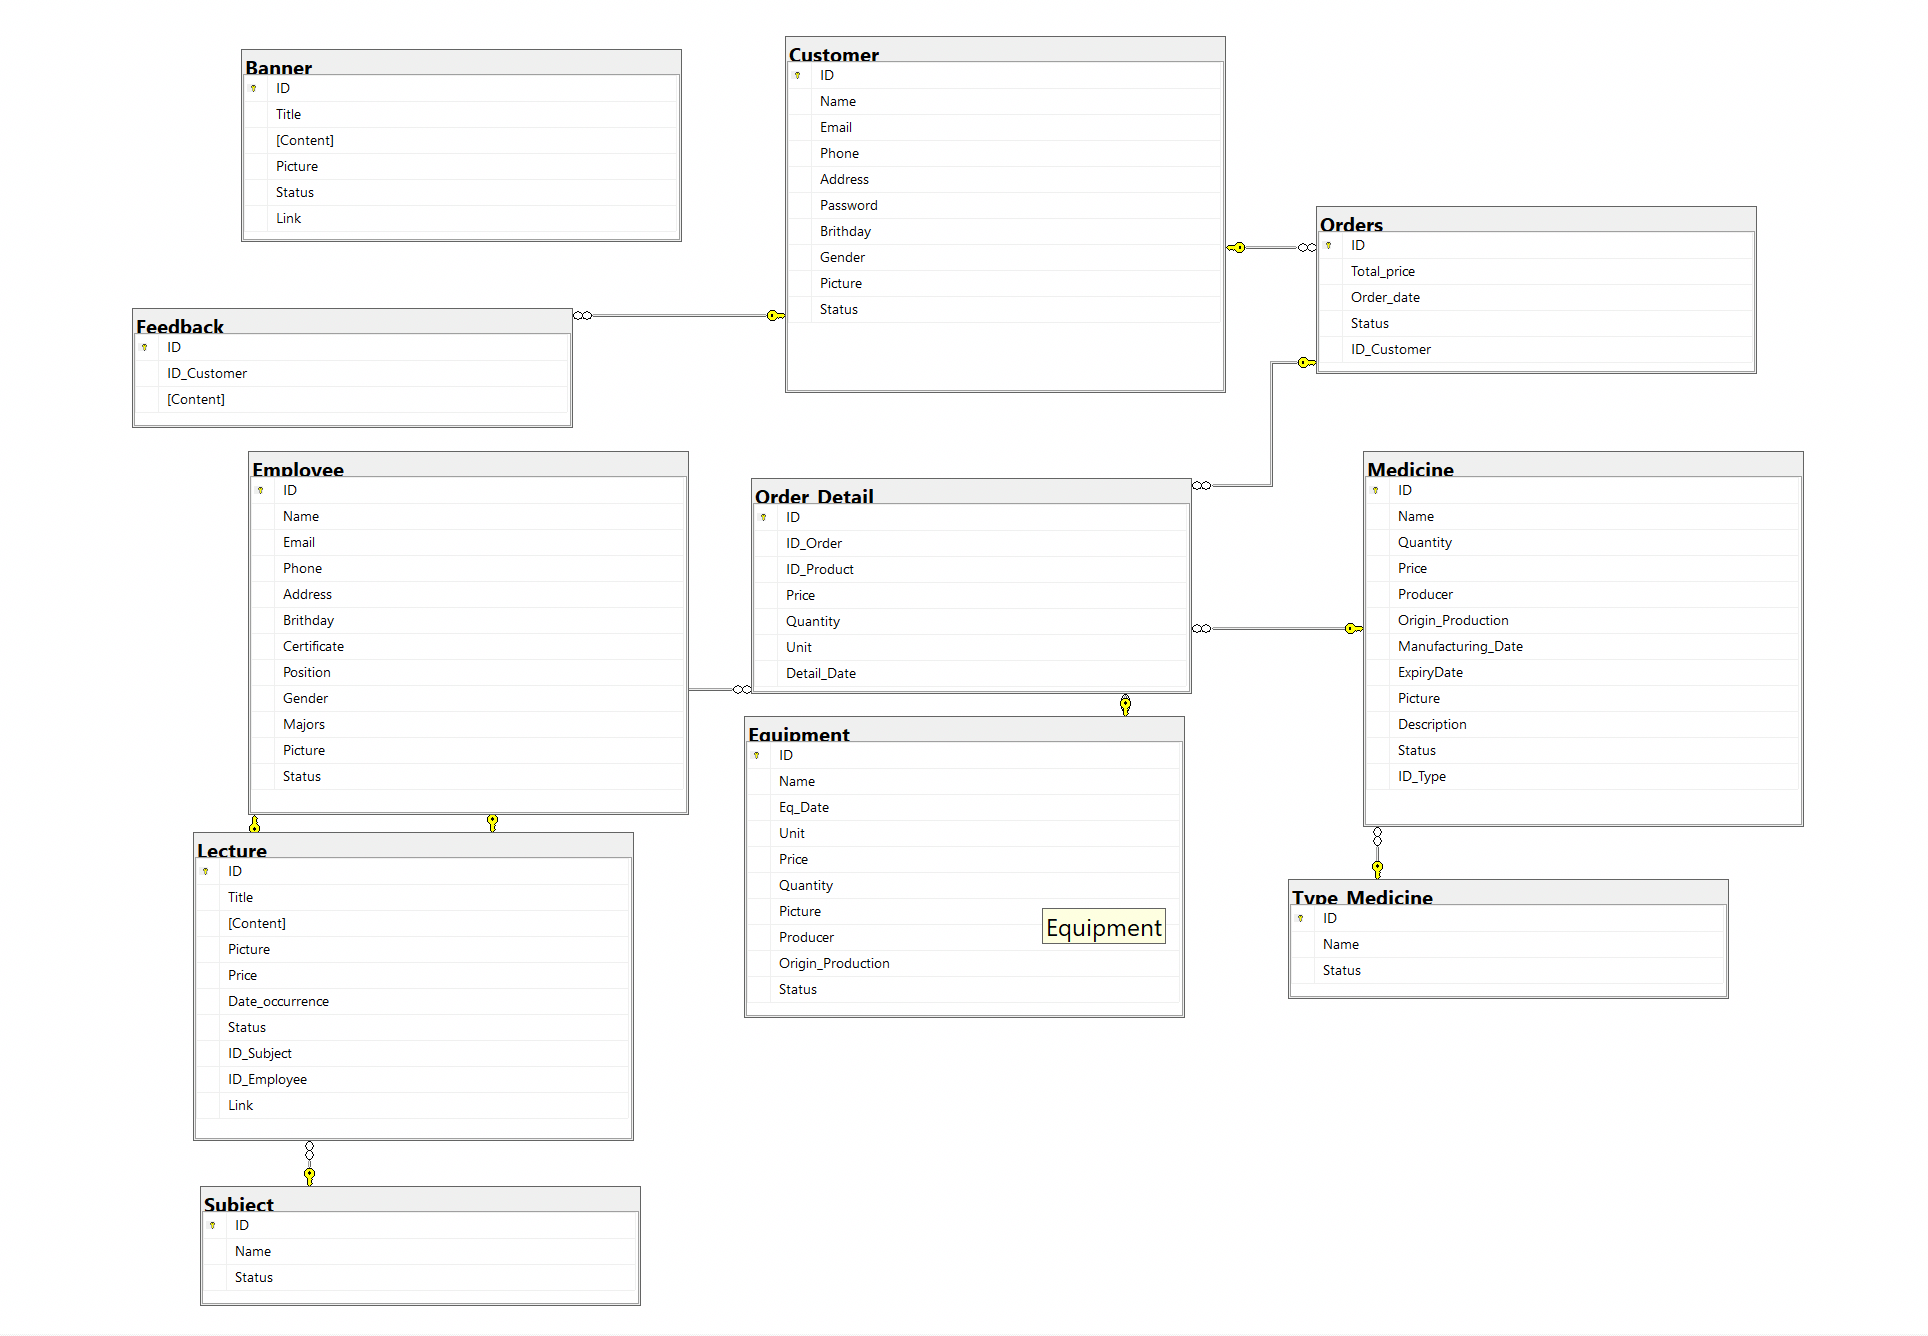 Banner
ID
Title
[Content]
Picture
Status
Link
Customer
ID
Name
Email
Phone
Address
Password
Brithday
Gender
Picture
Status
Orders
ID
Total_price
Order_date
Status
ID_Customer
Feedback
ID
ID_Customer
[Content]
Employee
ID
Name
Email
Phone
Address
Brithday
Certificate
Position
Gender
Majors
Picture
Status
Order_Detail
ID
ID_Order
ID_Product
Price
Quantity
Unit
Detail_Date
Medicine
ID
Name
Quantity
Price
Producer
Origin_Production
Manufacturing_Date
ExpiryDate
Picture
Description
Status
ID_Type
Equipment
ID
Name
Eq_Date
Unit
Price
Quantity
Picture
Producer
Origin_Production
Status
Equipment
Lecture
ID
Title
[Content]
Picture
Price
Date_occurrence
Status
ID_Subject
ID_Employee
Link
Type_Medicine
ID
Name
Status
Subject
ID
Name
Status